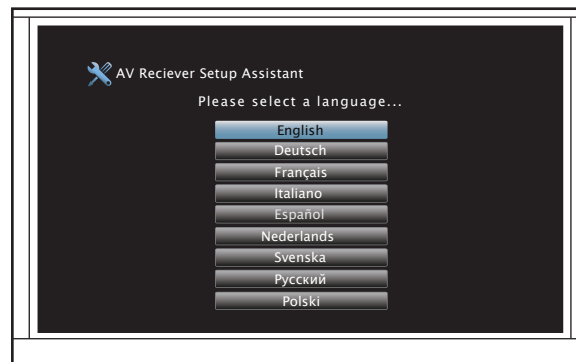 AV Reciever Setup Assistant
Please select a language...
English
Deutsch
Français
Italiano
Español
Nederlands
Svenska
Русский
Polski